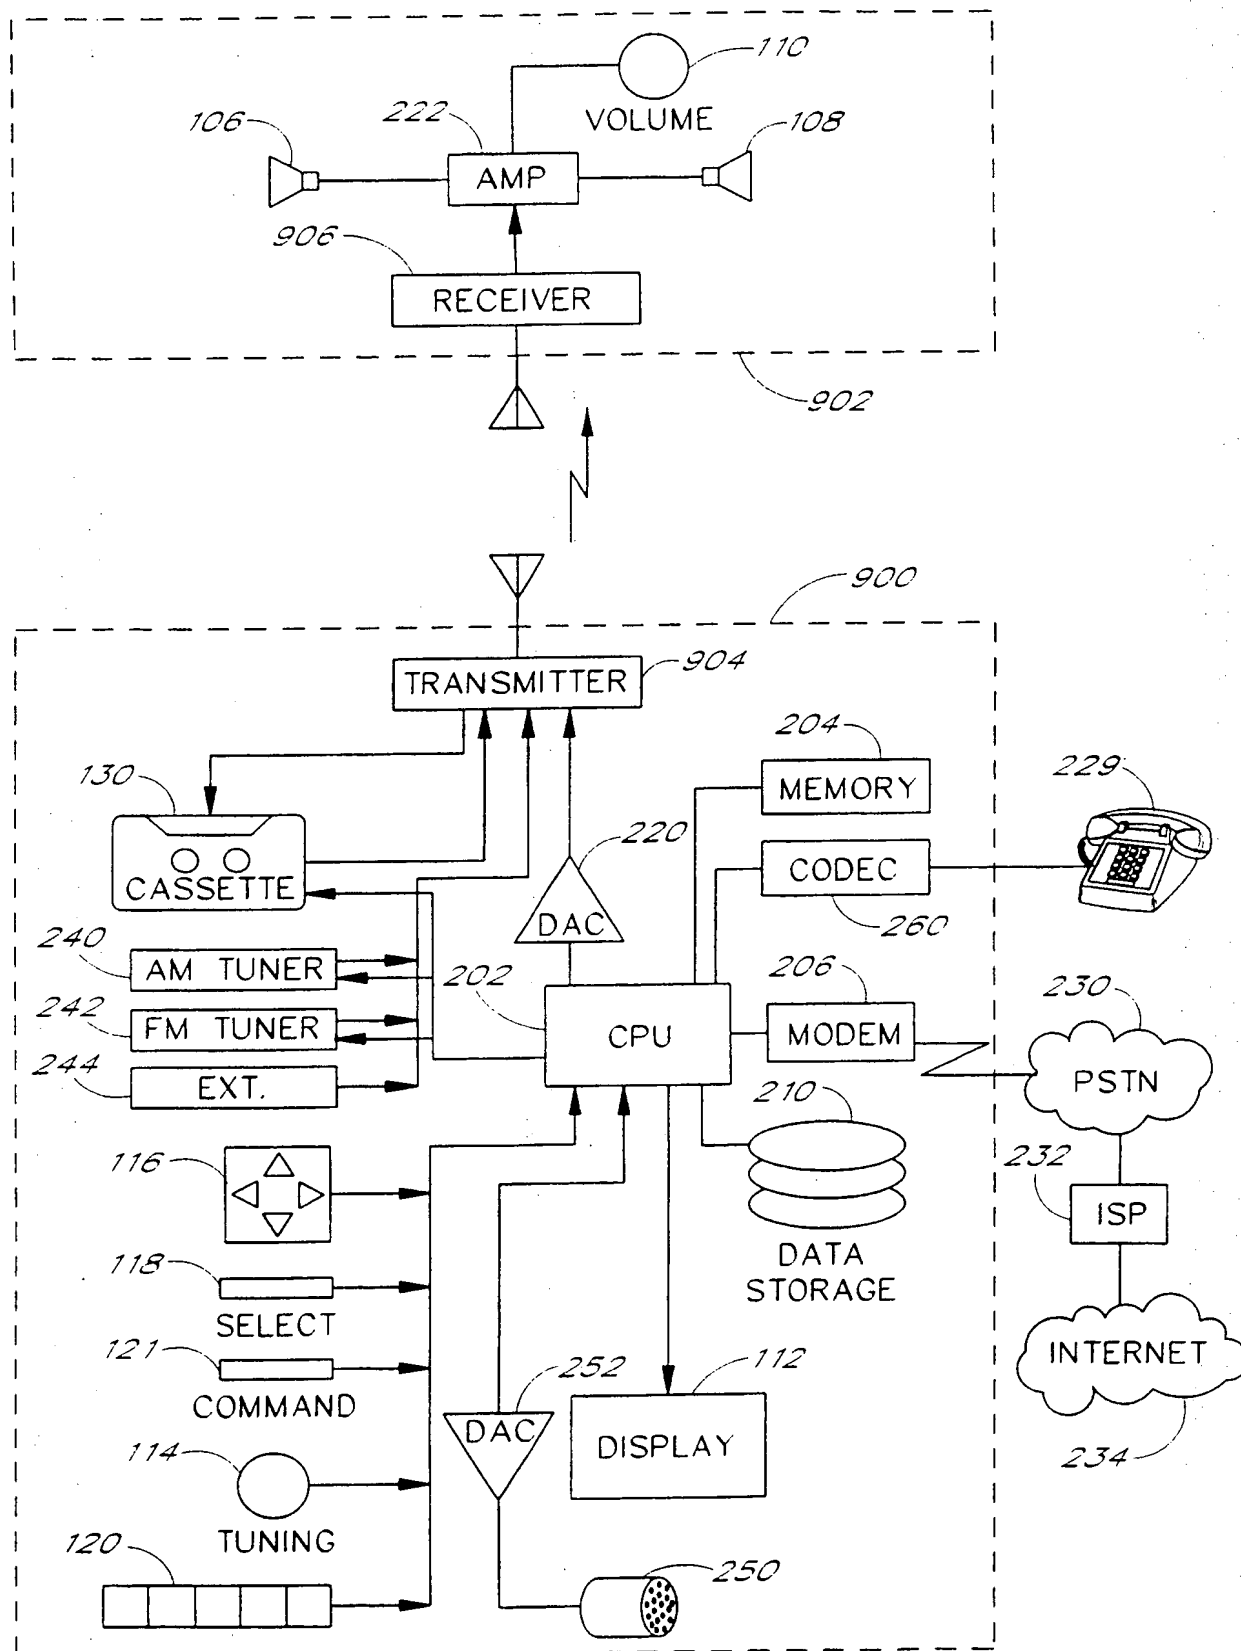 110
VOLUME
106
222
108
AMP
906
RECEIVER
902
900
904
TRANSMITTER
204
MEMORY
229
130
CASSETTE
220
DAC
CODEC
260
240
AM TUNER
202
206
230
242
FM TUNER
CPU
MODEM
PSTN
244
EXT.
210
116
232
ISP
DATA
STORAGE
118
SELECT
121
COMMAND
252
DAC
112
DISPLAY
INTERNET
234
114
TUNING
120
250